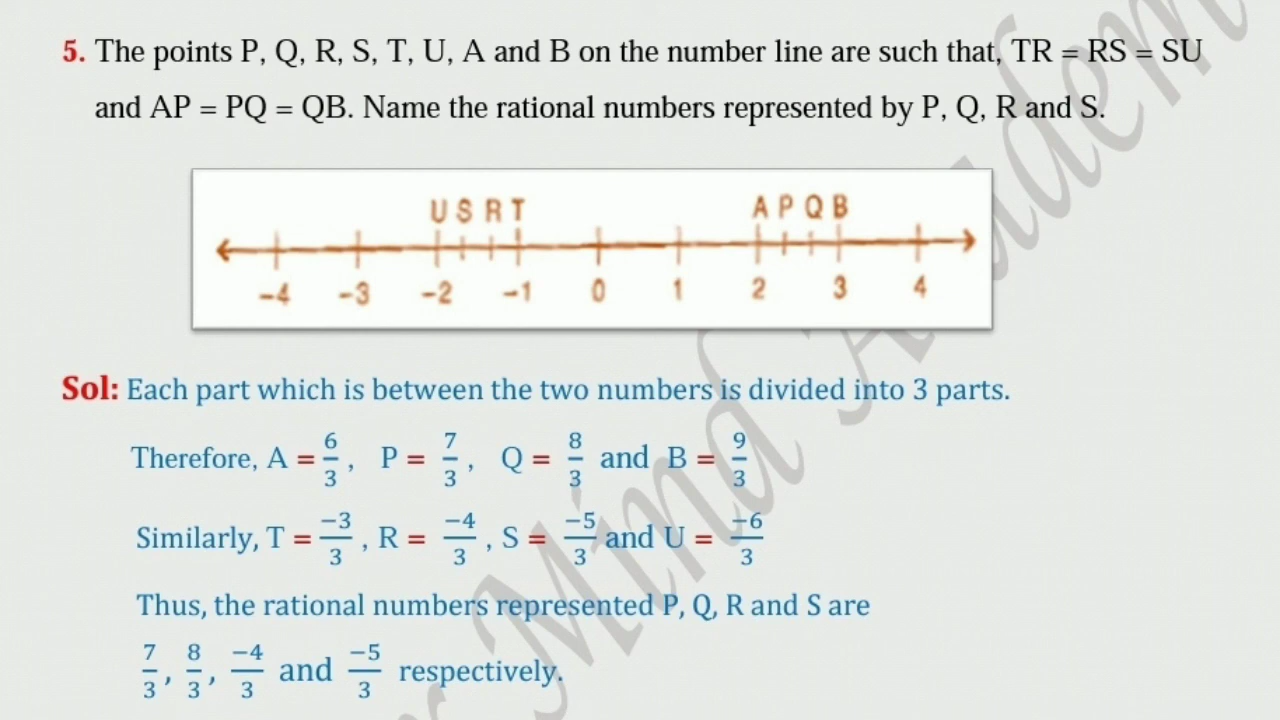 5. The points P, Q, R, S, T, U, A and B on the number line are such that, TR = RS = SU
and AP = PQ = QB. Name the rational numbers represented by P, Q, R and S.
U S R T A P Q B
-4 -3 -2 -1 0 1 2 3 4
Sol: Each part which is between the two numbers is divided into 3 parts.
Therefore, A = 6/3, P = 7/3, Q = 8/3 and B = 9/3
Similarly, T = -3/3, R = -4/3, S = -5/3 and U = -6/3
Thus, the rational numbers represented P, Q, R and S are
7/3, 8/3, -4/3 and -5/3 respectively.
Mind Academ